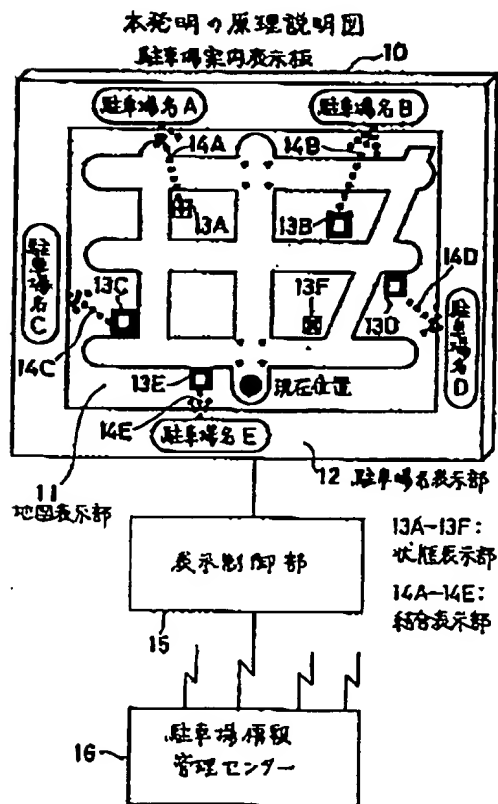 本発明の原理説明図
駐車場案内表示板
10
駐車場名A
駐車場名B
14A
14B
13A
13B
駐車場名C
13C
13F
14D
13D
駐車場名D
14C
13E
現在位置
14E
駐車場名E
11
地図表示部
12 駐車場名表示部
表示制御部
15
13A-13F:
状態表示部
14A-14E:
結合表示部
16
駐車場情報
管理センター